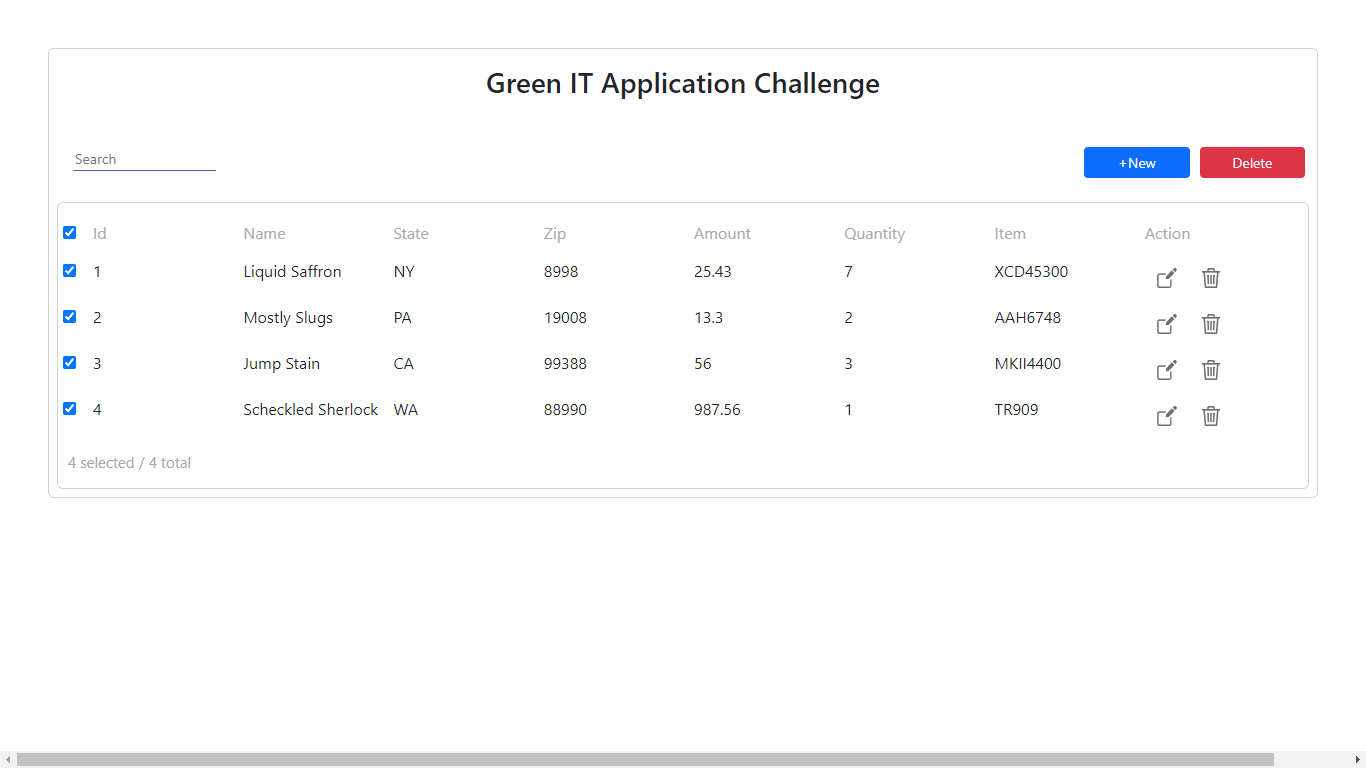 Green IT Application Challenge
Search
+New Delete
Id Name State Zip Amount Quantity Item Action
1 Liquid Saffron NY 8998 25.43 7 XCD45300
2 Mostly Slugs PA 19008 13.3 2 AAH6748
3 Jump Stain CA 99388 56 3 MKII4400
4 Scheckled Sherlock WA 88990 987.56 1 TR909
4 selected / 4 total